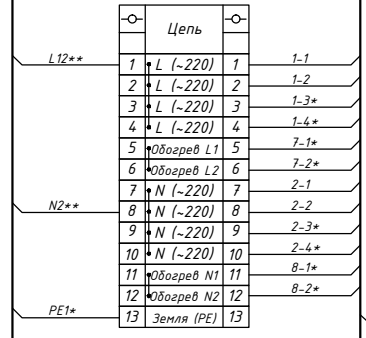 Цепь
L12** 1 L (~220) 1 1-1
2 L (~220) 2 1-2
3 L (~220) 3 1-3*
4 L (~220) 4 1-4*
5 Обогрев L1 5 7-1*
6 Обогрев L2 6 7-2*
7 N (~220) 7 2-1
N2** 8 N (~220) 8 2-2
9 N (~220) 9 2-3*
10 N (~220) 10 2-4*
11 Обогрев N1 11 8-1*
12 Обогрев N2 12 8-2*
PE1* 13 Земля (PE) 13